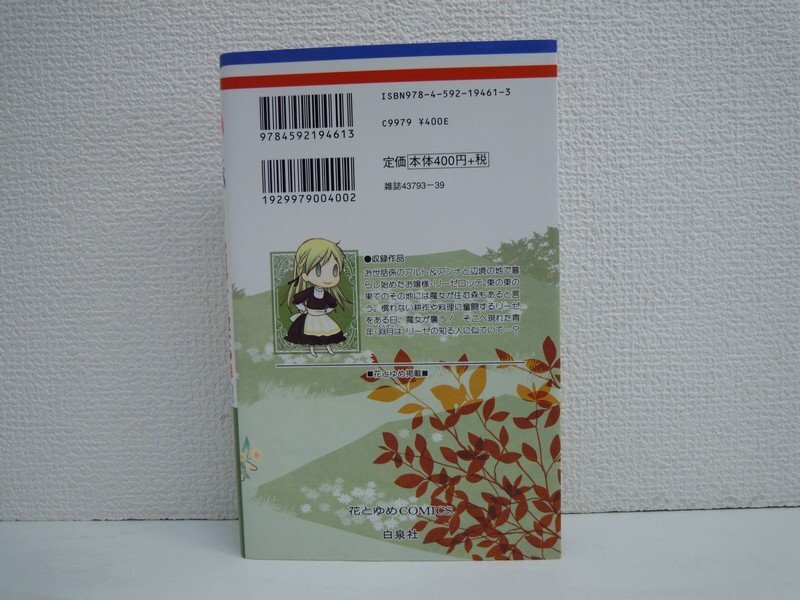 ISBN978-4-592-19461-3
C9979 ¥400E
9784592194613
定価 本体400円+税
雑誌43793-39
1929979004002
●収録作品
お世話係のアルト&アンナと辺境の地で暮
らし始めたお嬢様・リーゼロッテ。東の東の
果てのその地には魔女が住む森もあると言
う。慣れない耕作や料理に奮闘するリーゼ
をある日、魔女が襲う! そこへ現れた青
年・幻月は、リーゼの知る人に似ていて…?
■花とゆめ掲載■
花とゆめCOMICS
白泉社